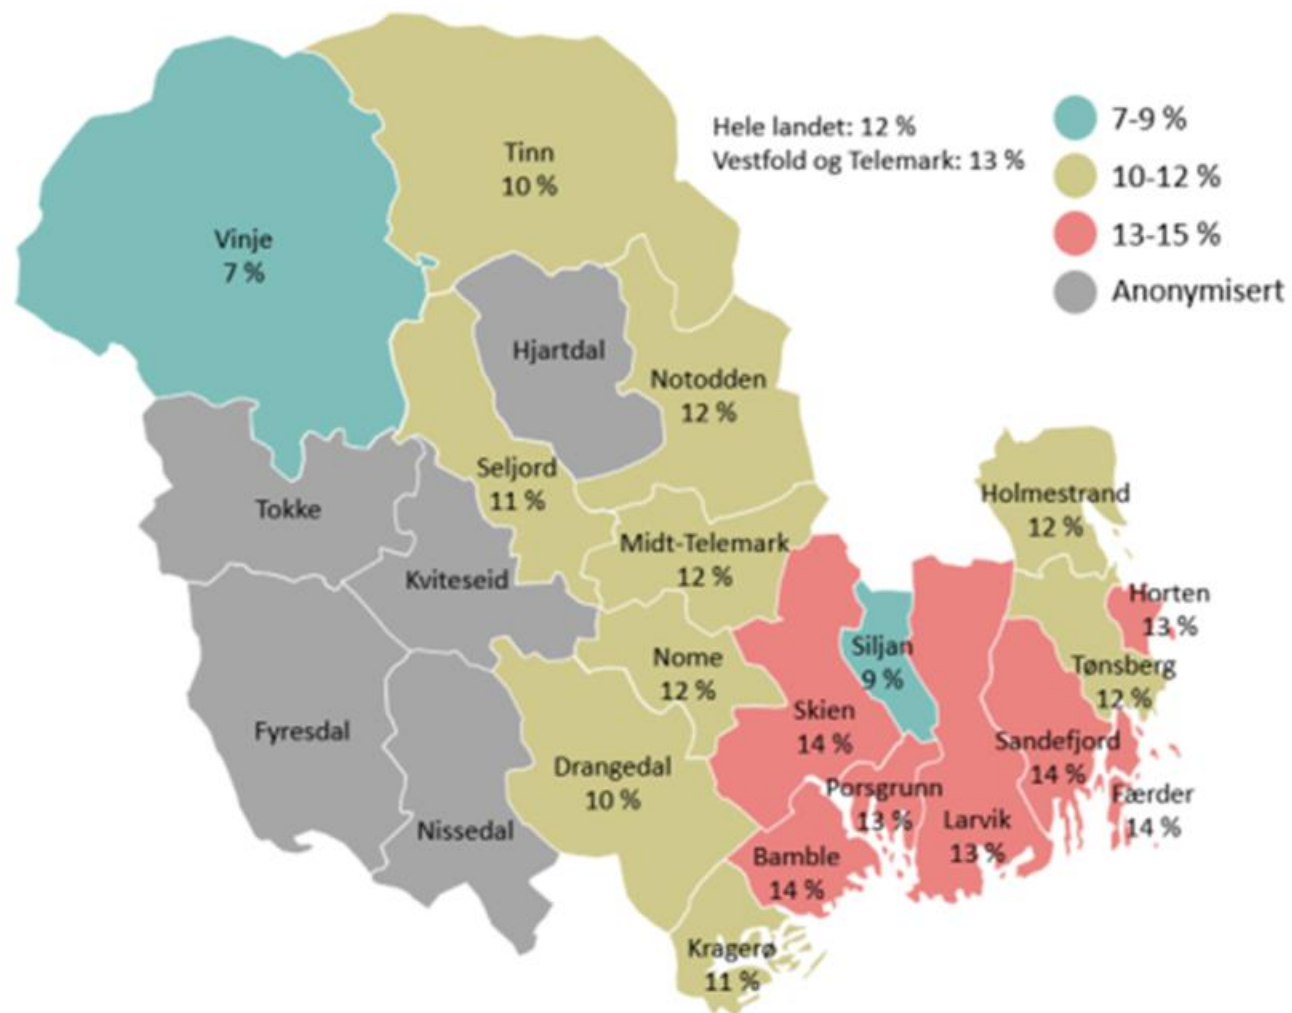 Hele landet: 12 %
Vestfold og Telemark: 13 %
7-9 %
10-12 %
13-15 %
Anonymisert
Tinn
10 %
Vinje
7 %
Hjartdal
Notodden
12 %
Seljord
11 %
Tokke
Holmestrand
12 %
Midt-Telemark
12 %
Kviteseid
Horten
13 %
Siljan
9 %
Nome
12 %
Tønsberg
12 %
Fyresdal
Skien
14 %
Sandefjord
14 %
Drangedal
10 %
Porsgrunn
13 %
Færder
14 %
Nissedal
Larvik
13 %
Bamble
14 %
Kragerø
11 %